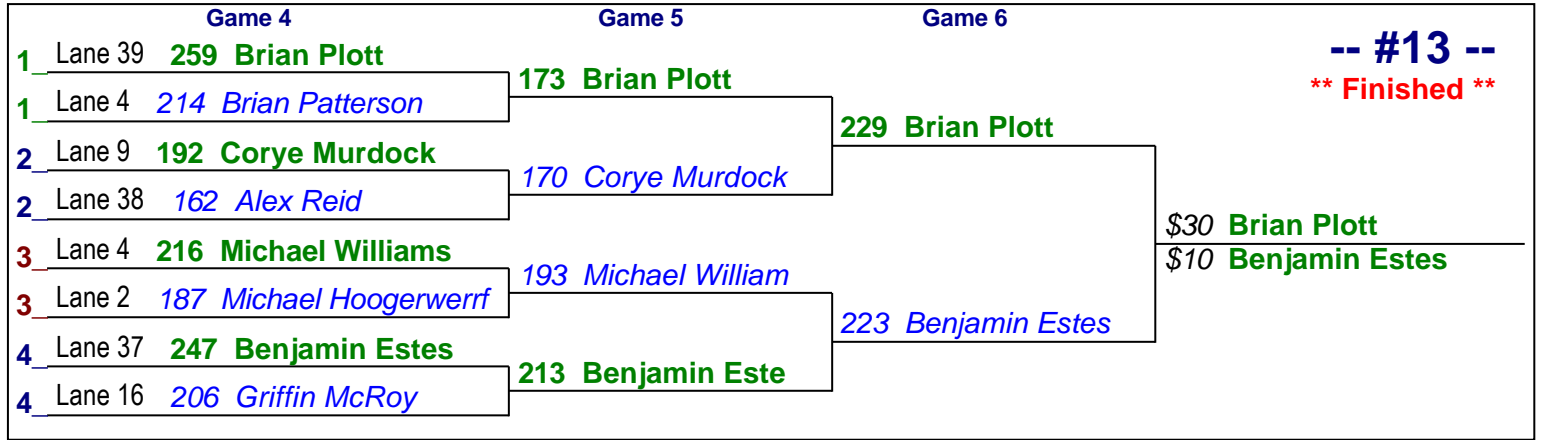 Game 4 Game 5 Game 6
-- #13 --
** Finished **
1_ Lane 39 259 Brian Plott
1_ Lane 4 214 Brian Patterson
2_ Lane 9 192 Corye Murdock
2_ Lane 38 162 Alex Reid
3_ Lane 4 216 Michael Williams
3_ Lane 2 187 Michael Hoogerwerrf
4_ Lane 37 247 Benjamin Estes
4_ Lane 16 206 Griffin McRoy
173 Brian Plott
170 Corye Murdock
193 Michael William
213 Benjamin Este
229 Brian Plott
223 Benjamin Estes
$30 Brian Plott
$10 Benjamin Estes